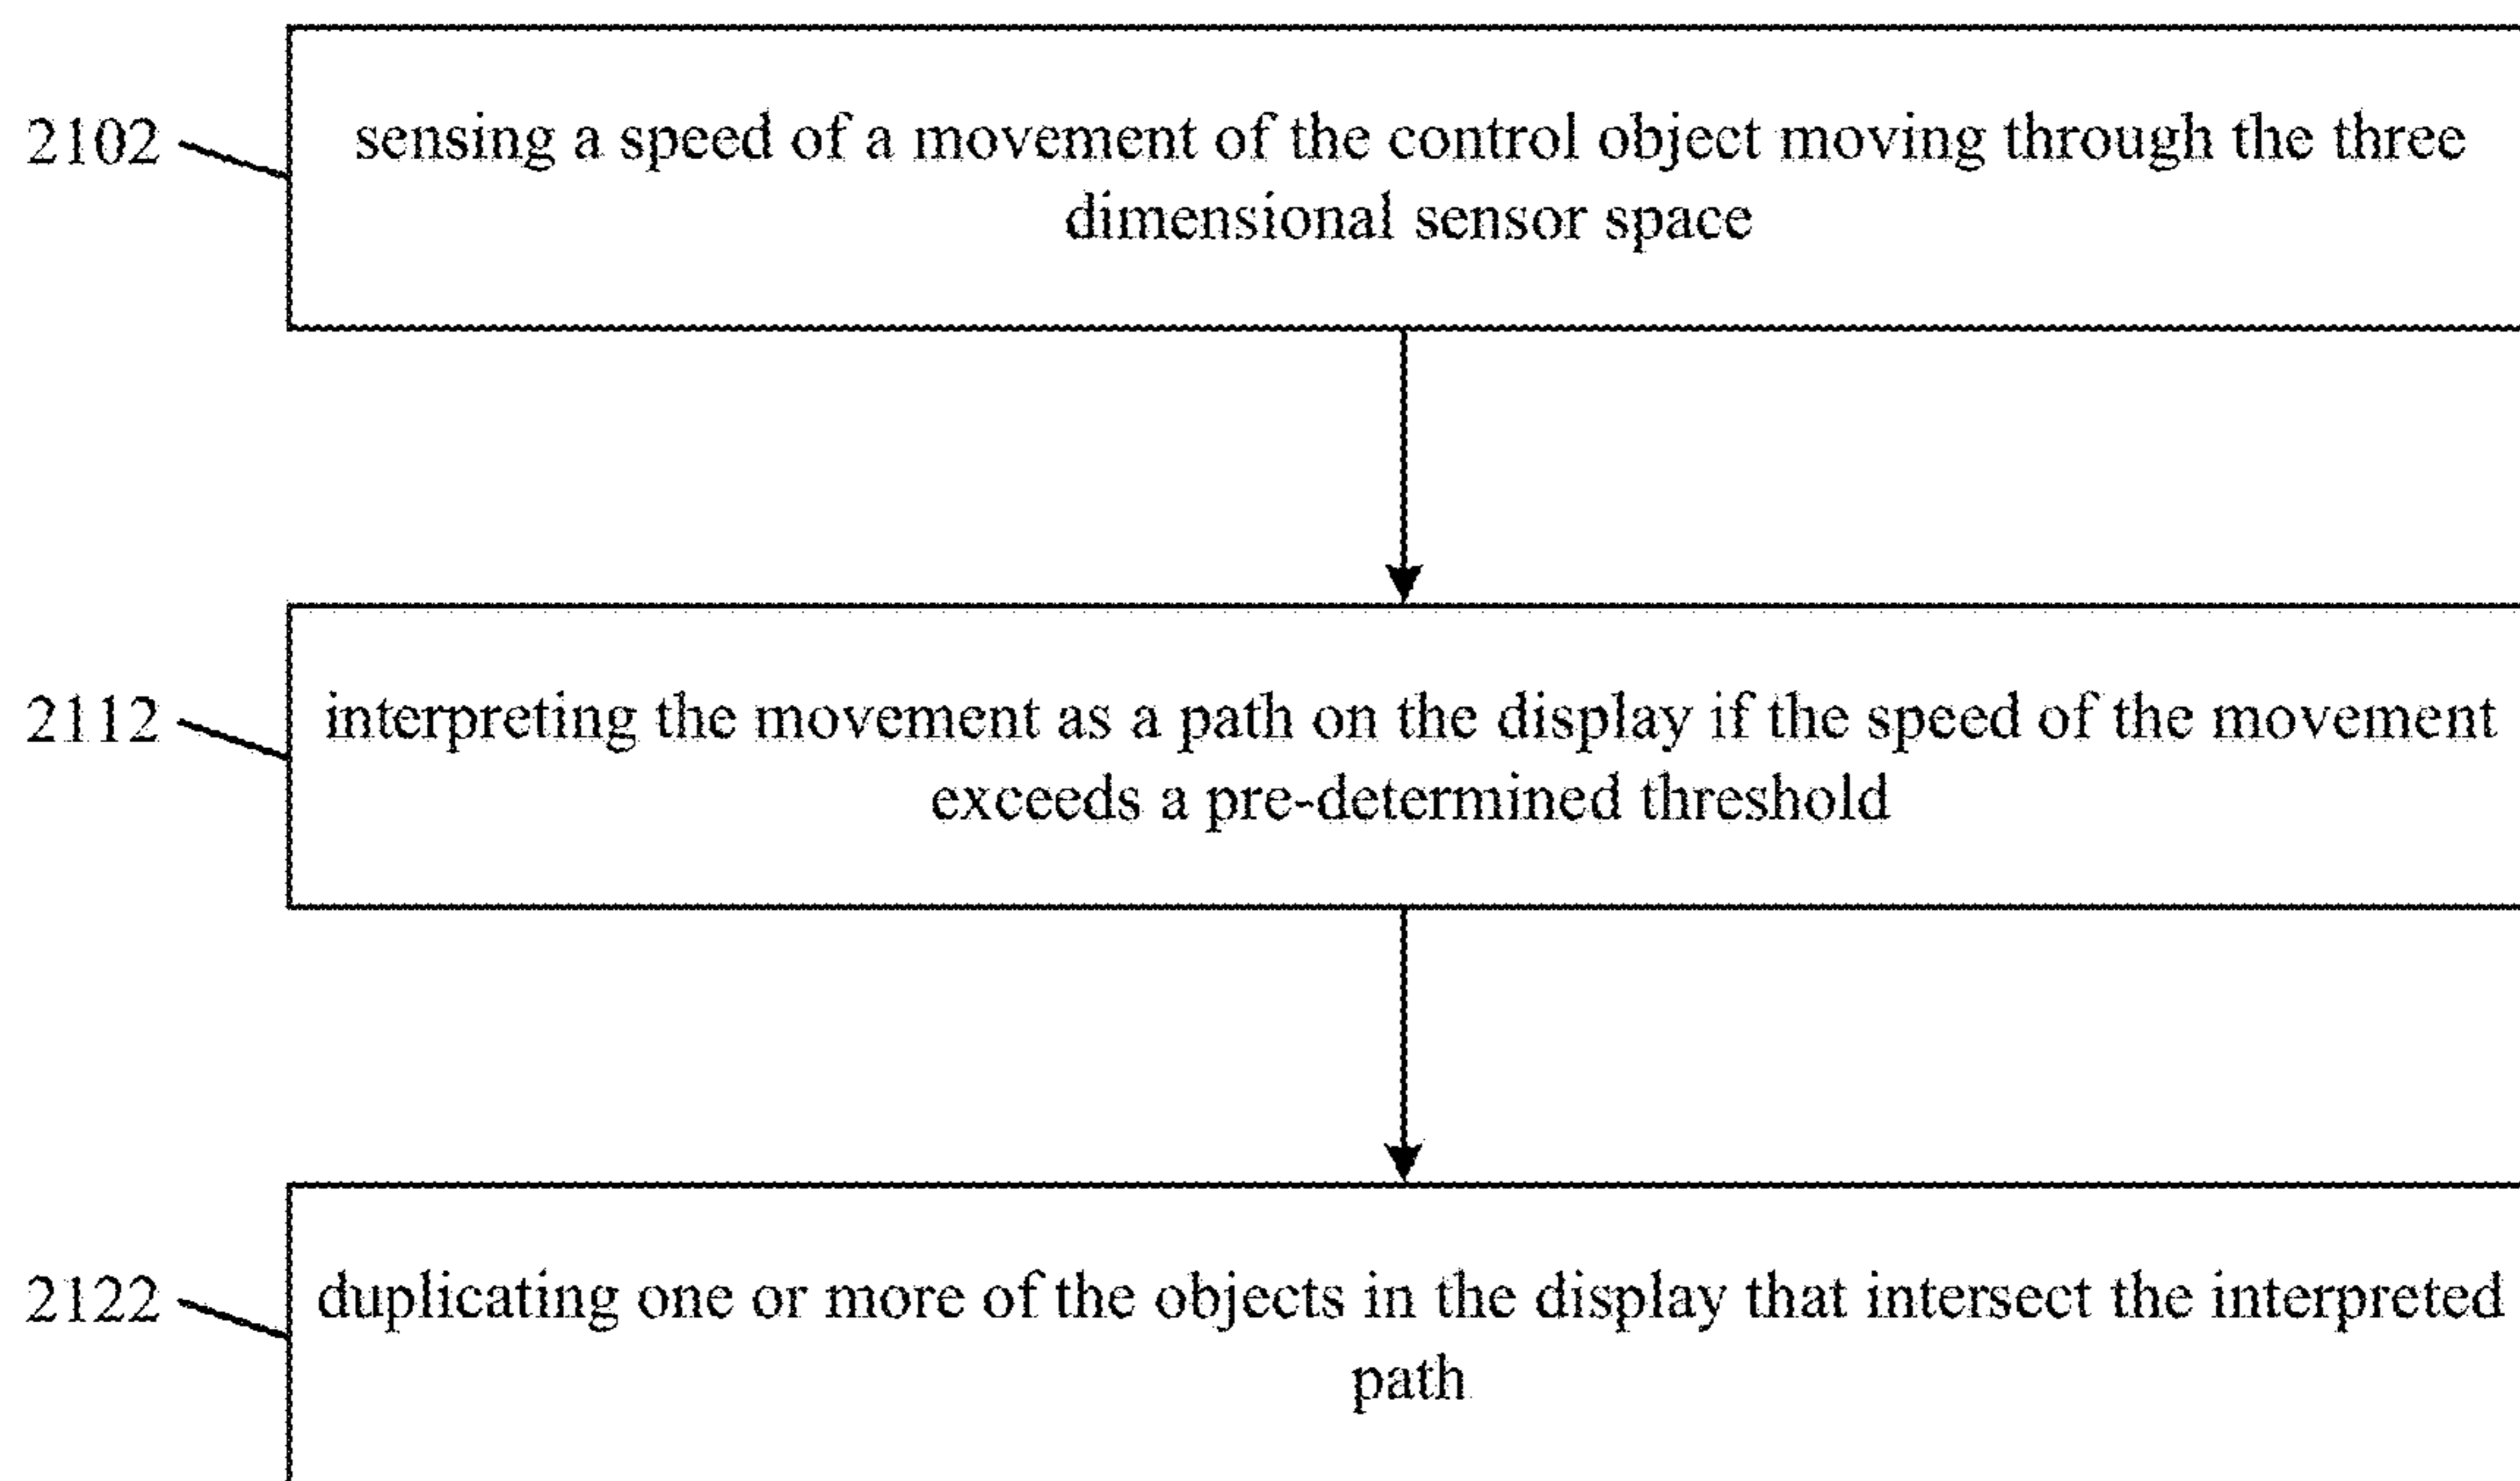 2102
sensing a speed of a movement of the control object moving through the three
dimensional sensor space
2112
interpreting the movement as a path on the display if the speed of the movement
exceeds a pre-determined threshold
2122
duplicating one or more of the objects in the display that intersect the interpreted
path